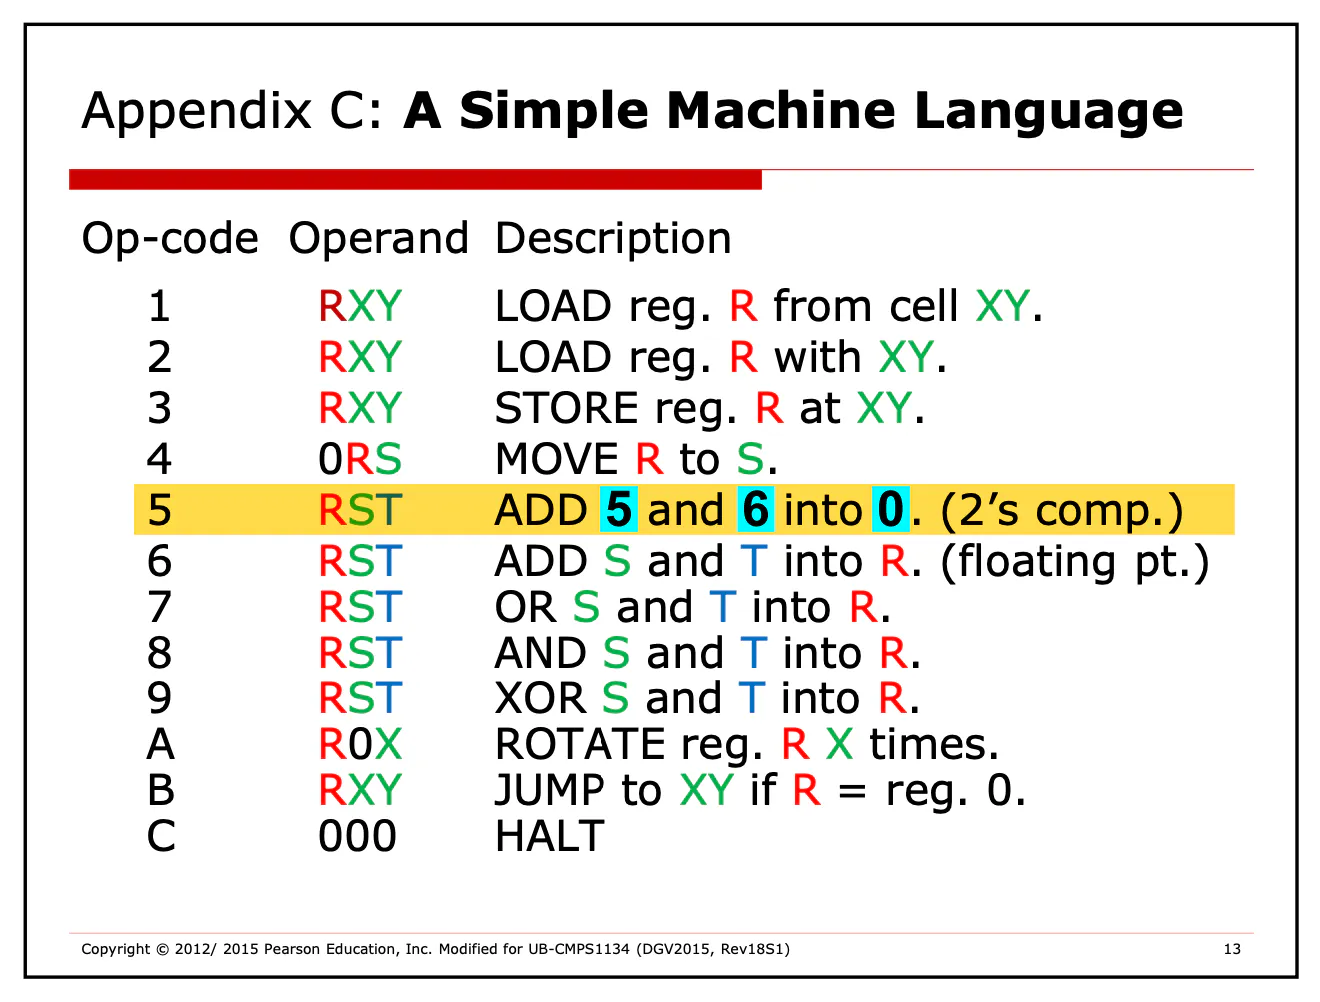 Appendix C: A Simple Machine Language
Op-code Operand Description
1 RXY LOAD reg. R from cell XY.
2 RXY LOAD reg. R with XY.
3 RXY STORE reg. R at XY.
4 0RS MOVE R to S.
5 RST ADD 5 and 6 into 0. (2’s comp.)
6 RST ADD S and T into R. (floating pt.)
7 RST OR S and T into R.
8 RST AND S and T into R.
9 RST XOR S and T into R.
A R0X ROTATE reg. R X times.
B RXY JUMP to XY if R = reg. 0.
C 000 HALT
Copyright © 2012/ 2015 Pearson Education, Inc. Modified for UB-CMPS1134 (DGV2015, Rev18S1) 13